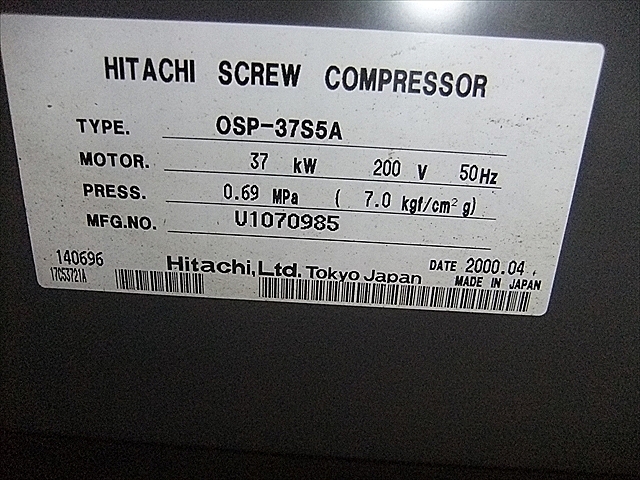 HITACHI SCREW COMPRESSOR
TYPE. OSP-37S5A
MOTOR. 37 kW 200 V 50Hz
PRESS. 0.69 MPa ( 7.0 kgf/cm² g)
MFG.NO. U1070985
140696 Hitachi, Ltd. Tokyo Japan DATE 2000.04.
17CS3721A MADE IN JAPAN